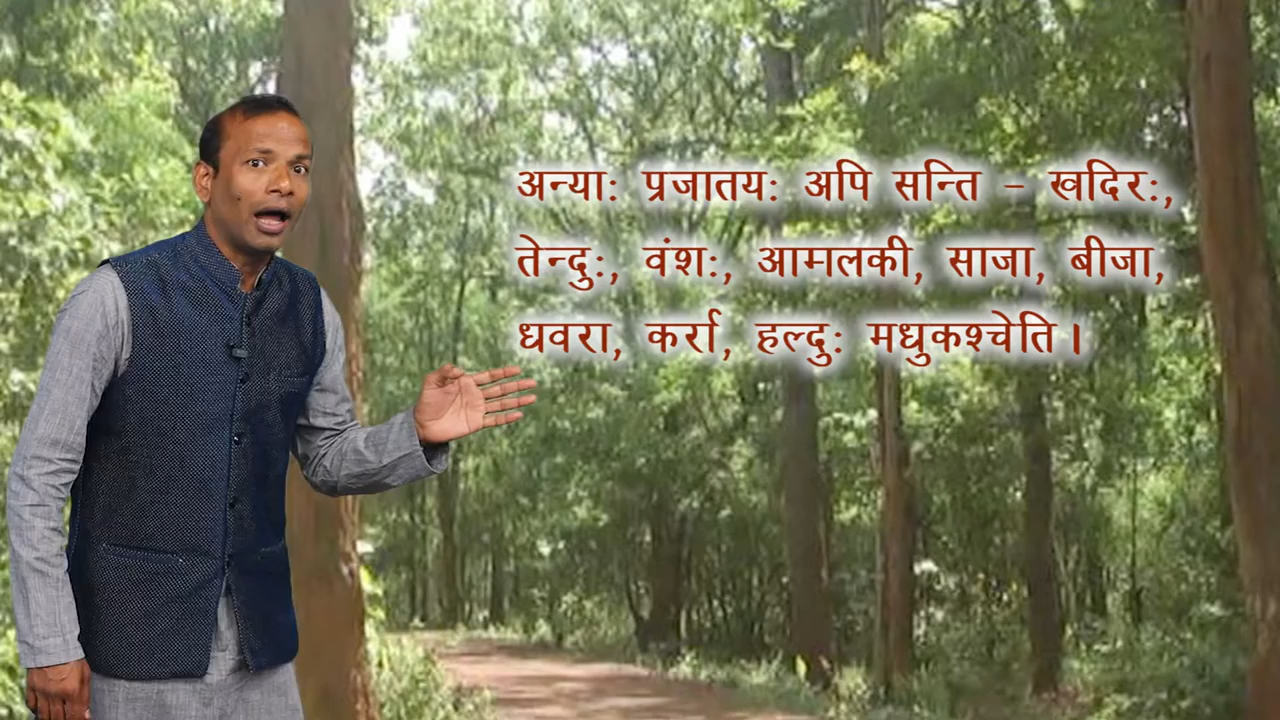 अन्याः प्रजातयः अपि सन्ति – खदिरः,
तेन्दुः, वंशः, आमलकी, साजा, बीजा,
धवरा, कर्रा, हल्दुः मधुकश्चेति।